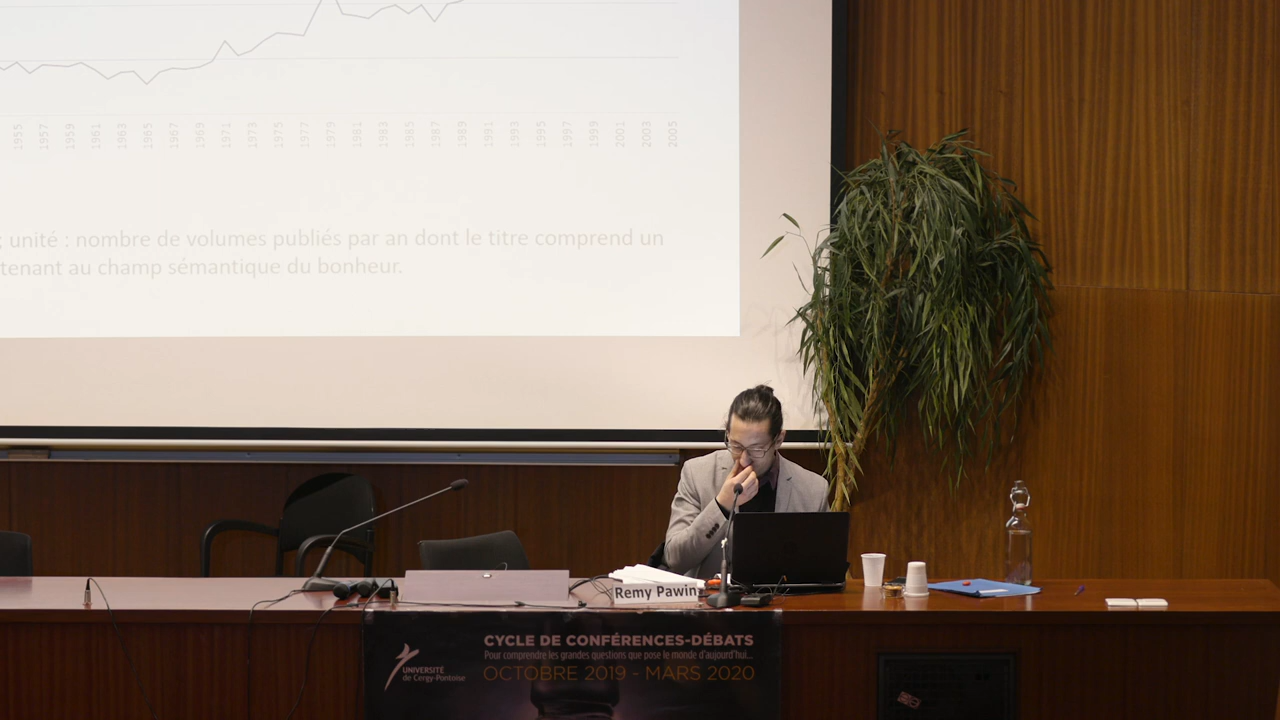 1955 1957 1959 1961 1963 1965 1967 1969 1971 1973 1975 1977 1979 1981 1983 1985 1987 1989 1991 1993 1995 1997 1999 2001 2003 2005
; unité : nombre de volumes publiés par an dont le titre comprend un
tenant au champ sémantique du bonheur.
Remy Pawin
CYCLE DE CONFÉRENCES-DÉBATS
Pour comprendre les grandes questions que pose le monde d'aujourd'hui...
OCTOBRE 2019 - MARS 2020
UNIVERSITÉ
de Cergy-Pontoise